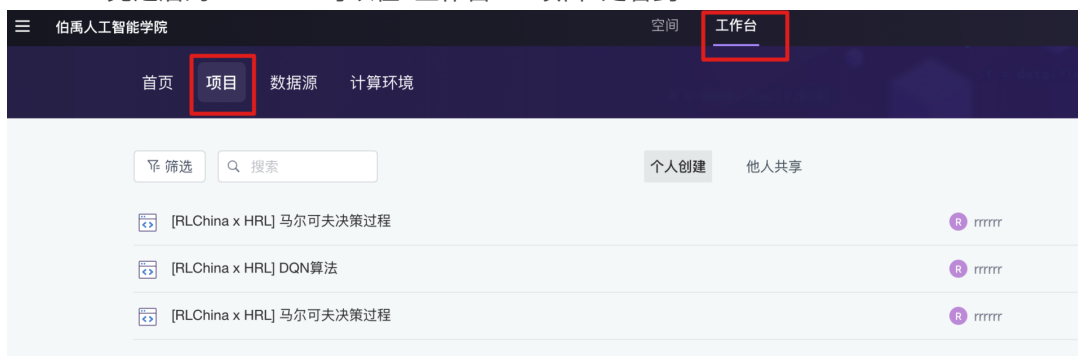 伯禹人工智能学院 空间 工作台
首页 项目 数据源 计算环境
筛选 搜索 个人创建 他人共享
[RLChina x HRL] 马尔可夫决策过程 R rrrrrr
[RLChina x HRL] DQN算法 R rrrrrr
[RLChina x HRL] 马尔可夫决策过程 R rrrrrr